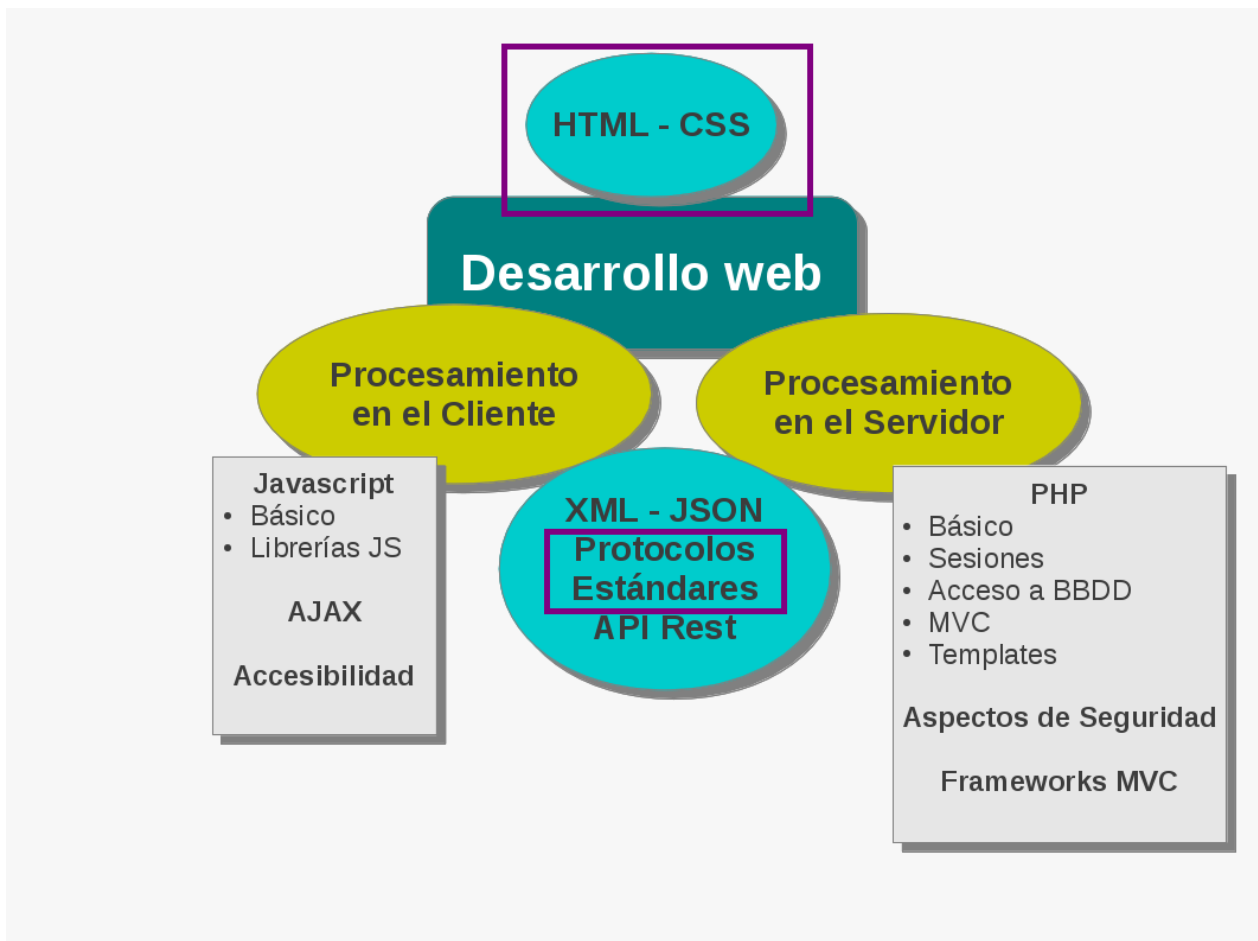 HTML - CSS
Desarrollo web
Procesamiento
en el Cliente
Procesamiento
en el Servidor
Javascript
• Básico
• Librerías JS
AJAX
Accesibilidad
XML - JSON
Protocolos
Estándares
API Rest
PHP
• Básico
• Sesiones
• Acceso a BBDD
• MVC
• Templates
Aspectos de Seguridad
Frameworks MVC